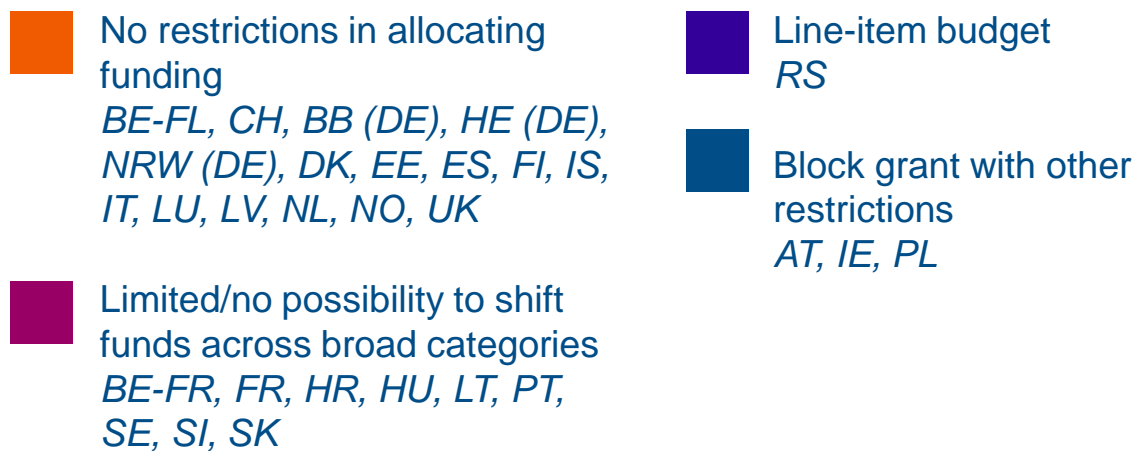 No restrictions in allocating
funding
BE-FL, CH, BB (DE), HE (DE),
NRW (DE), DK, EE, ES, FI, IS,
IT, LU, LV, NL, NO, UK
Limited/no possibility to shift
funds across broad categories
BE-FR, FR, HR, HU, LT, PT,
SE, SI, SK
Line-item budget
RS
Block grant with other
restrictions
AT, IE, PL